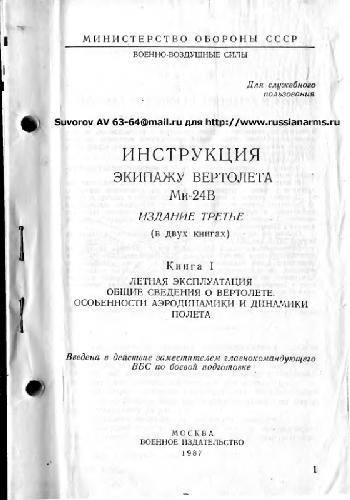 МИНИСТЕРСТВО ОБОРОНЫ СССР
ВОЕННО-ВОЗДУШНЫЕ СИЛЫ
Для служебного
пользования
Suvorov AV 63-64@mail.ru для http://www.russianarms.ru
ИНСТРУКЦИЯ
ЭКИПАЖУ ВЕРТОЛЕТА
Ми-24В
ИЗДАНИЕ ТРЕТЬЕ
(в двух книгах)
Книга I
ЛЕТНАЯ ЭКСПЛУАТАЦИЯ
ОБЩИЕ СВЕДЕНИЯ О ВЕРТОЛЕТЕ.
ОСОБЕННОСТИ АЭРОДИНАМИКИ И ДИНАМИКИ
ПОЛЕТА
Введена в действие заместителем главнокомандующего
ВВС по боевой подготовке
МОСКВА
ВОЕННОЕ ИЗДАТЕЛЬСТВО
1987
1